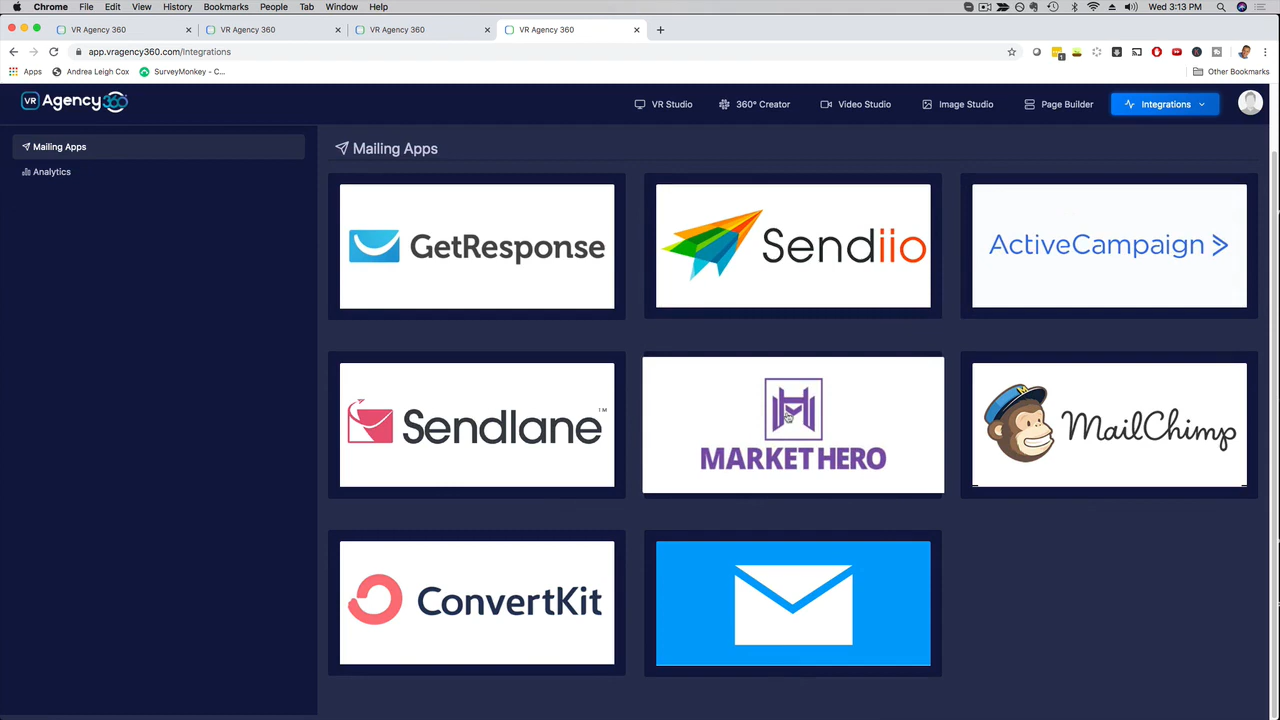 Chrome File Edit View History Bookmarks People Tab Window Help Wed 3:13 PM
VR Agency 360 VR Agency 360 VR Agency 360 VR Agency 360
app.vragency360.com/Integrations
Apps Andrea Leigh Cox SurveyMonkey - C... Other Bookmarks
VR Agency 360 VR Studio 360° Creator Video Studio Image Studio Page Builder Integrations
Mailing Apps
Analytics
Mailing Apps
GetResponse Sendiio ActiveCampaign
Sendlane™ MARKET HERO MailChimp
ConvertKit